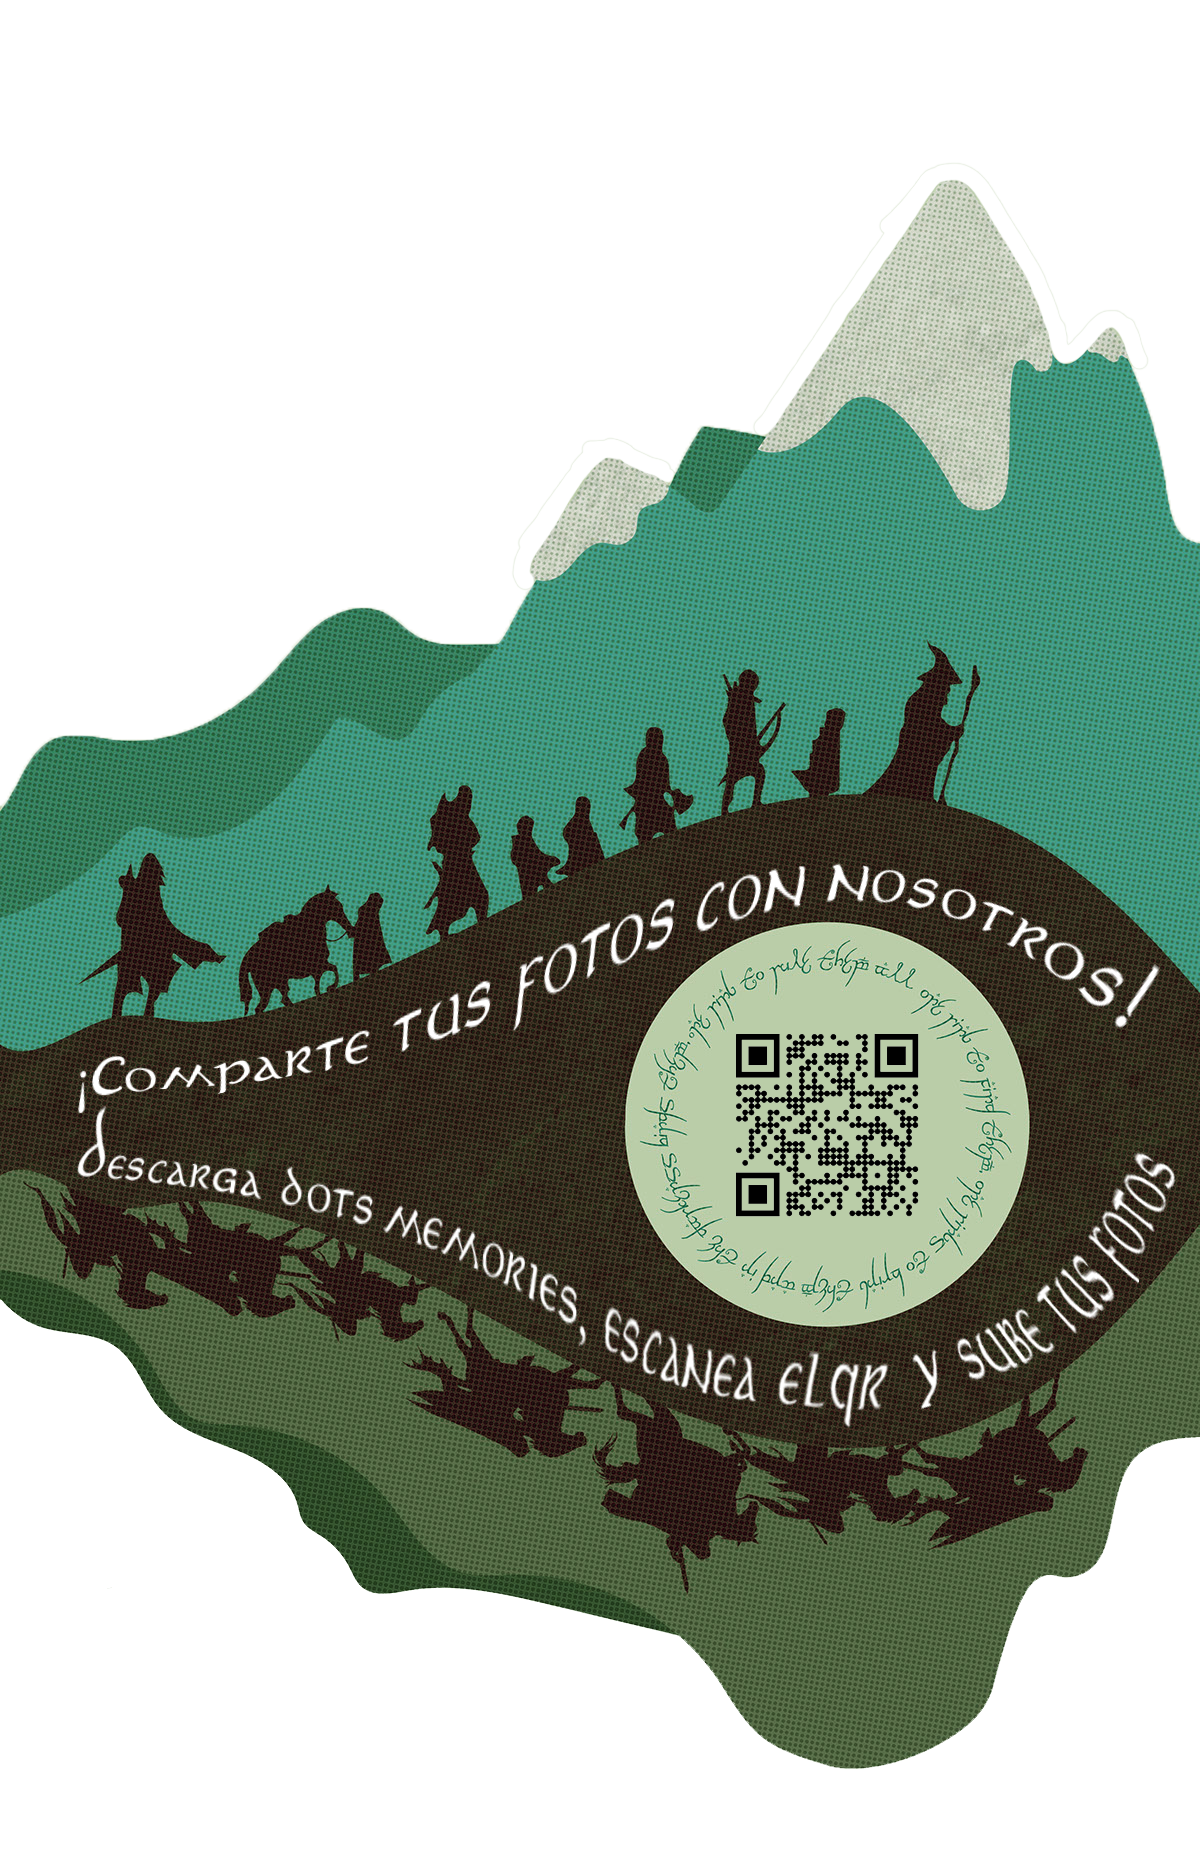 ¡Comparte tus fotos con nosotros!
Descarga dots memories, escanea el qr y sube tus fotos